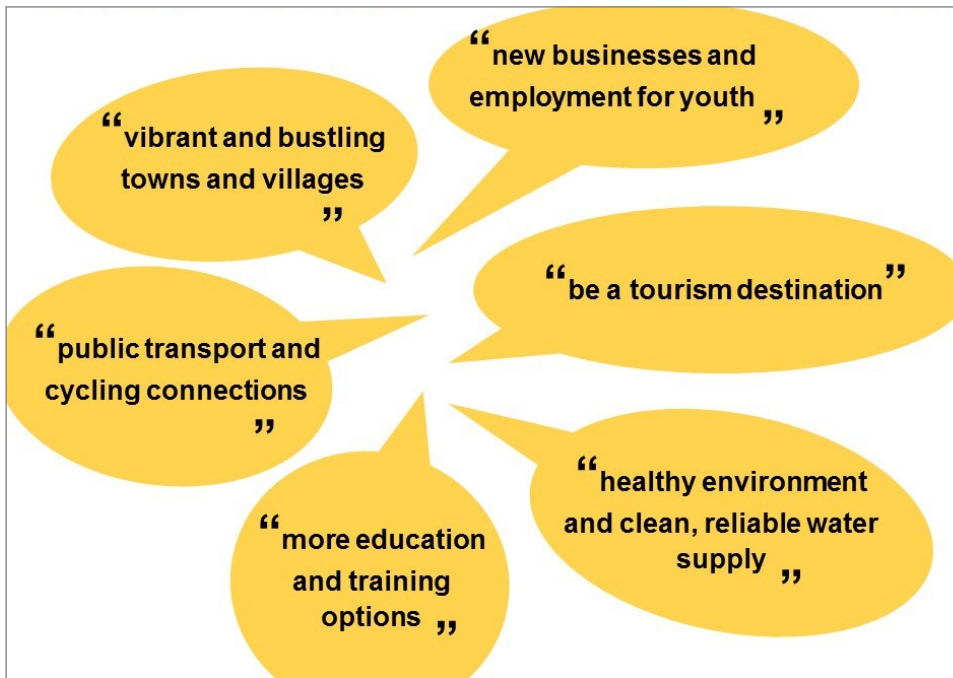 “new businesses and
employment for youth”
“vibrant and bustling
towns and villages
”
“be a tourism destination”
“public transport and
cycling connections
”
“healthy environment
and clean, reliable water
supply”
“more education
and training
options”